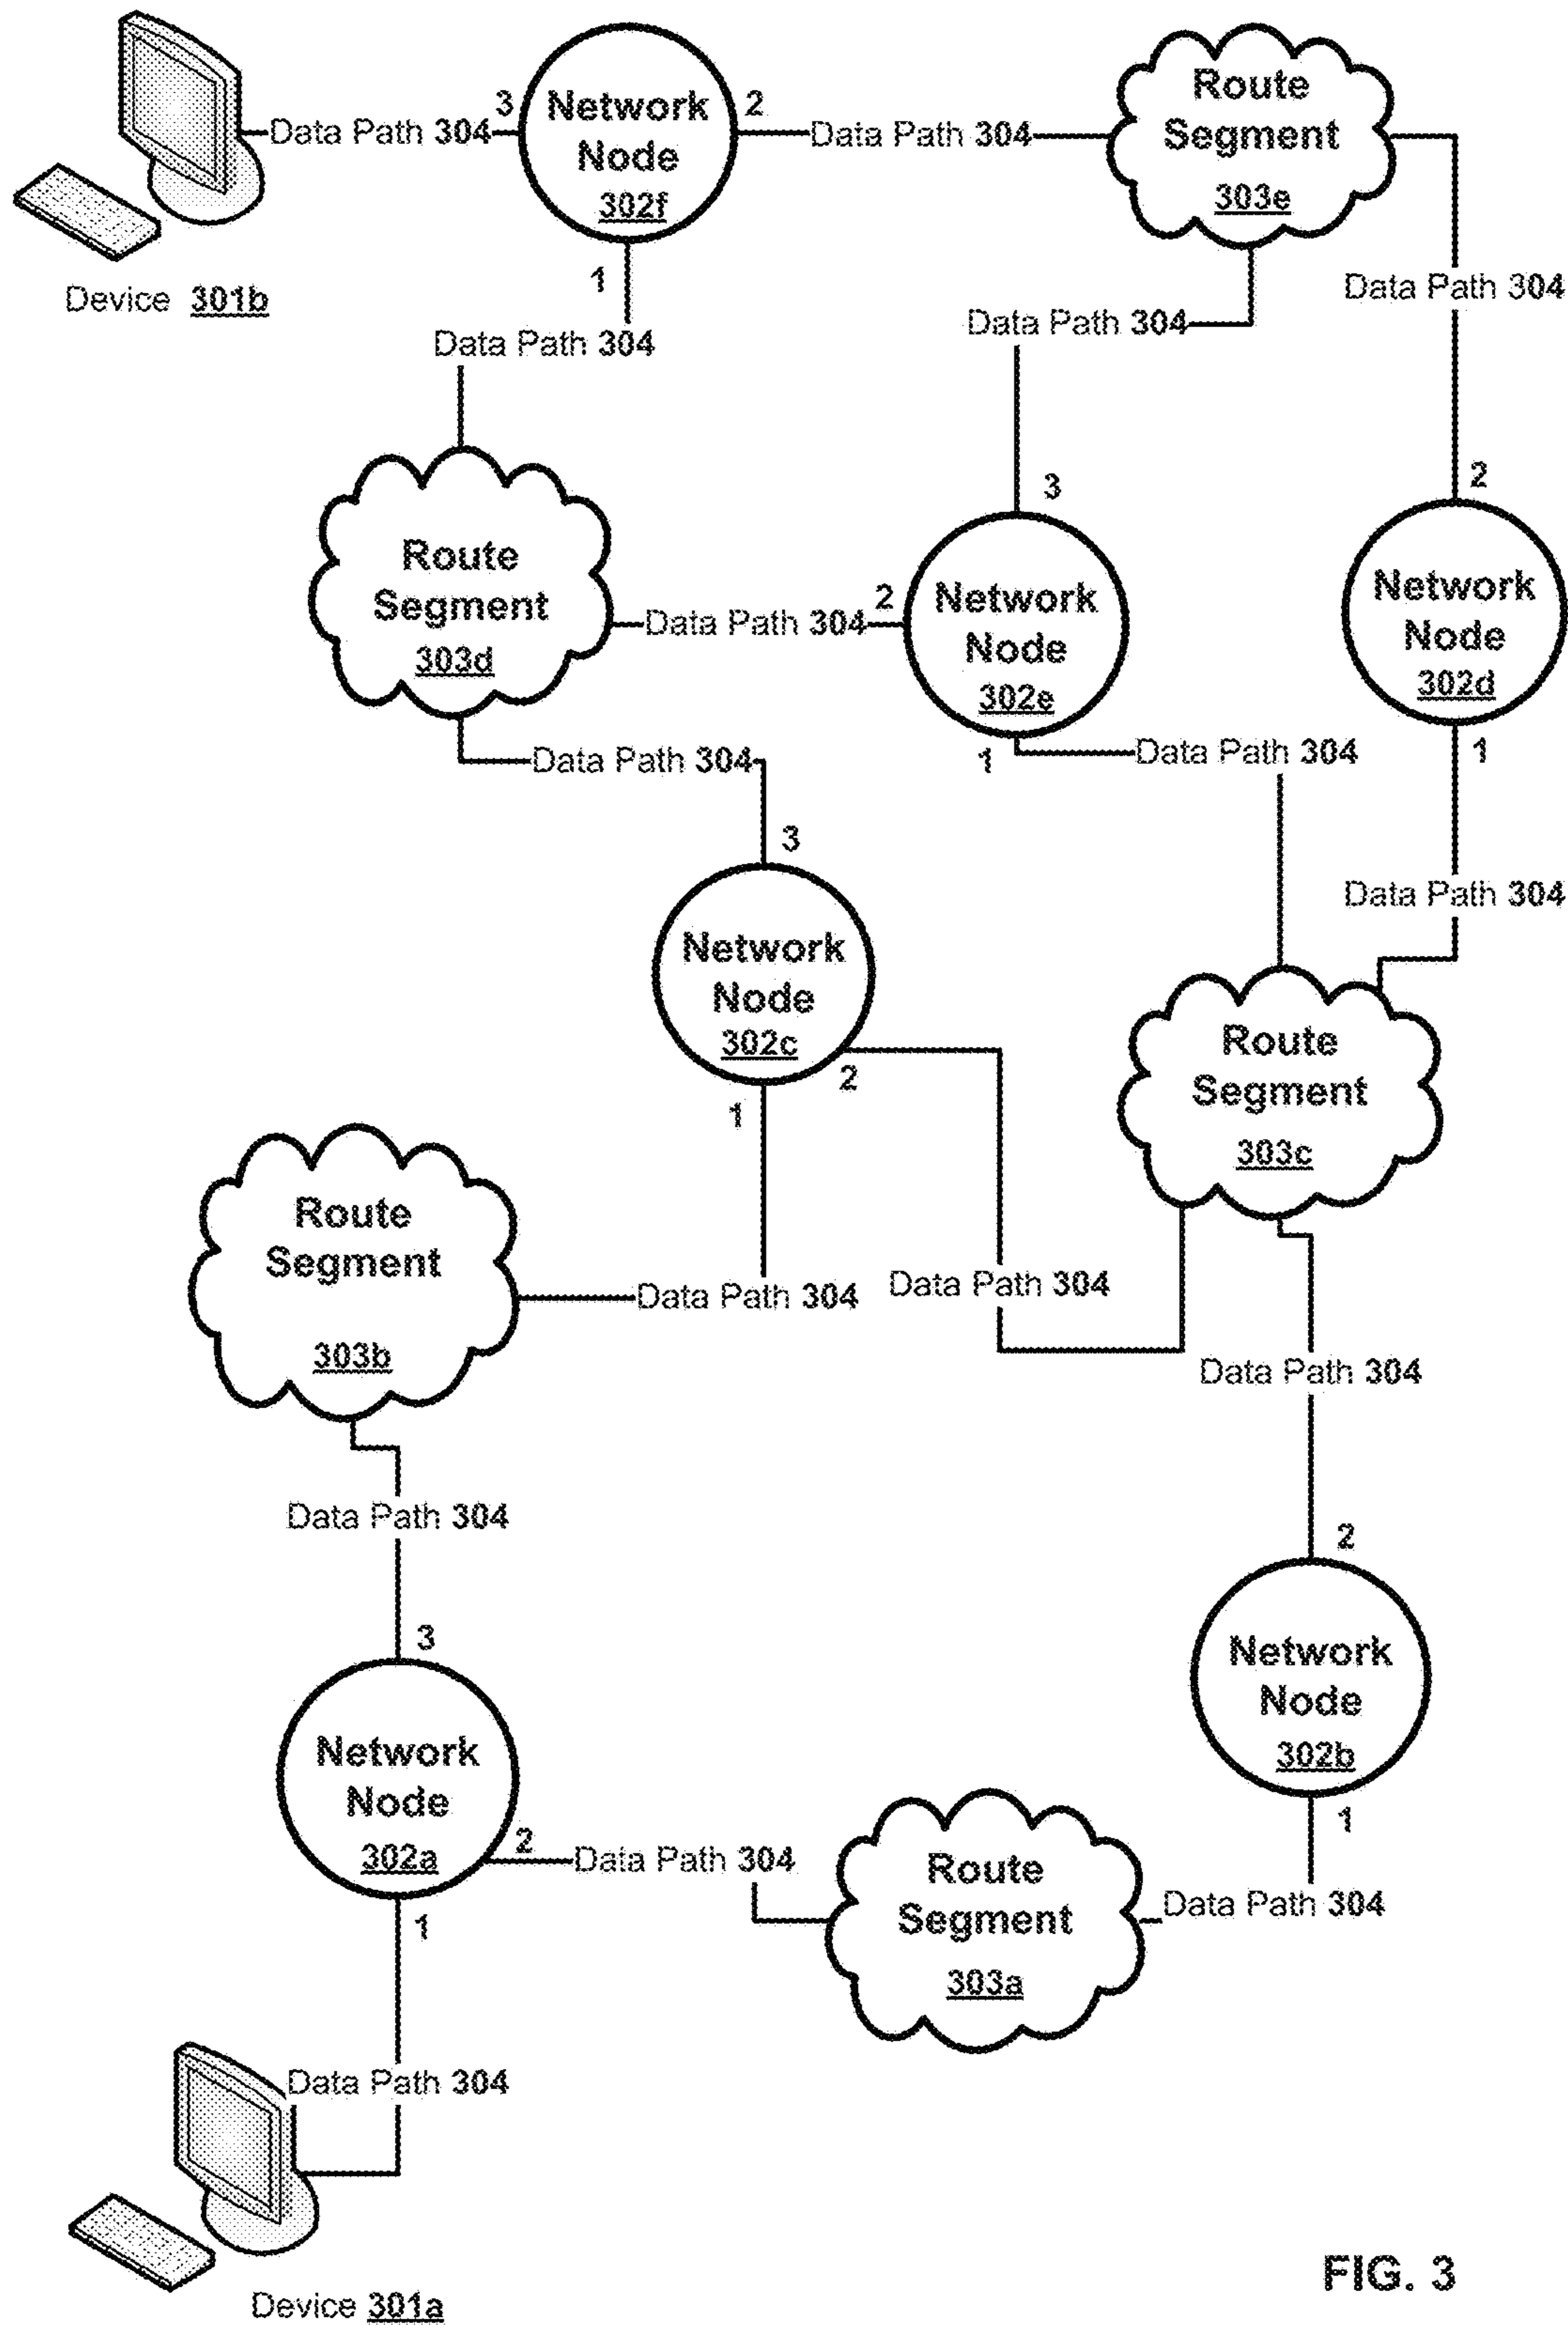 3
Network
Node
302f
2
1
Data Path 304
Data Path 304
Route
Segment
303e
Device 301b
Data Path 304
Data Path 304
Data Path 304
3
2
Route
Segment
303d
Data Path 304
2
Network
Node
302e
1
Network
Node
302d
1
Data Path 304
Data Path 304
3
Network
Node
302c
1
2
Data Path 304
Route
Segment
303c
Route
Segment
303b
Data Path 304
Data Path 304
Data Path 304
Data Path 304
2
3
Network
Node
302b
1
Network
Node
302a
2
1
Data Path 304
Route
Segment
303a
Data Path 304
Data Path 304
Device 301a
FIG. 3